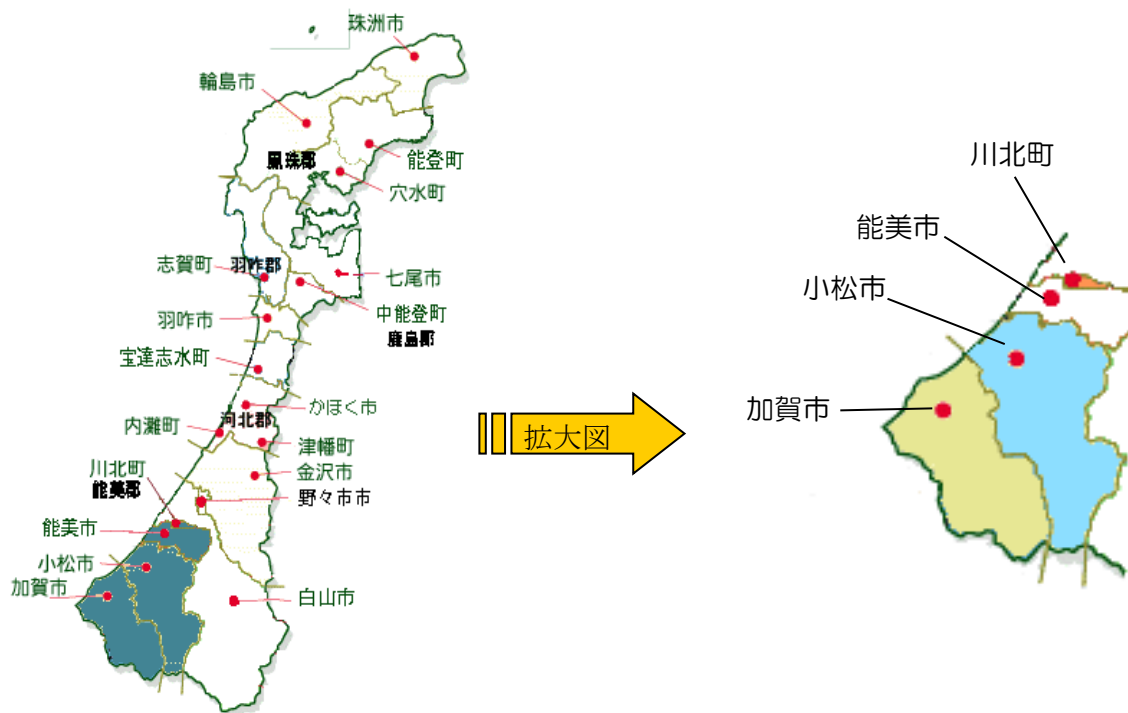 珠洲市
輪島市
鳳珠郡
能登町
穴水町
志賀町
羽咋郡
七尾市
中能登町
羽咋市
鹿島郡
宝達志水町
かほく市
河北郡
内灘町
津幡町
川北町
金沢市
能美郡
野々市市
能美市
小松市
加賀市
白山市
拡大図
川北町
能美市
小松市
加賀市